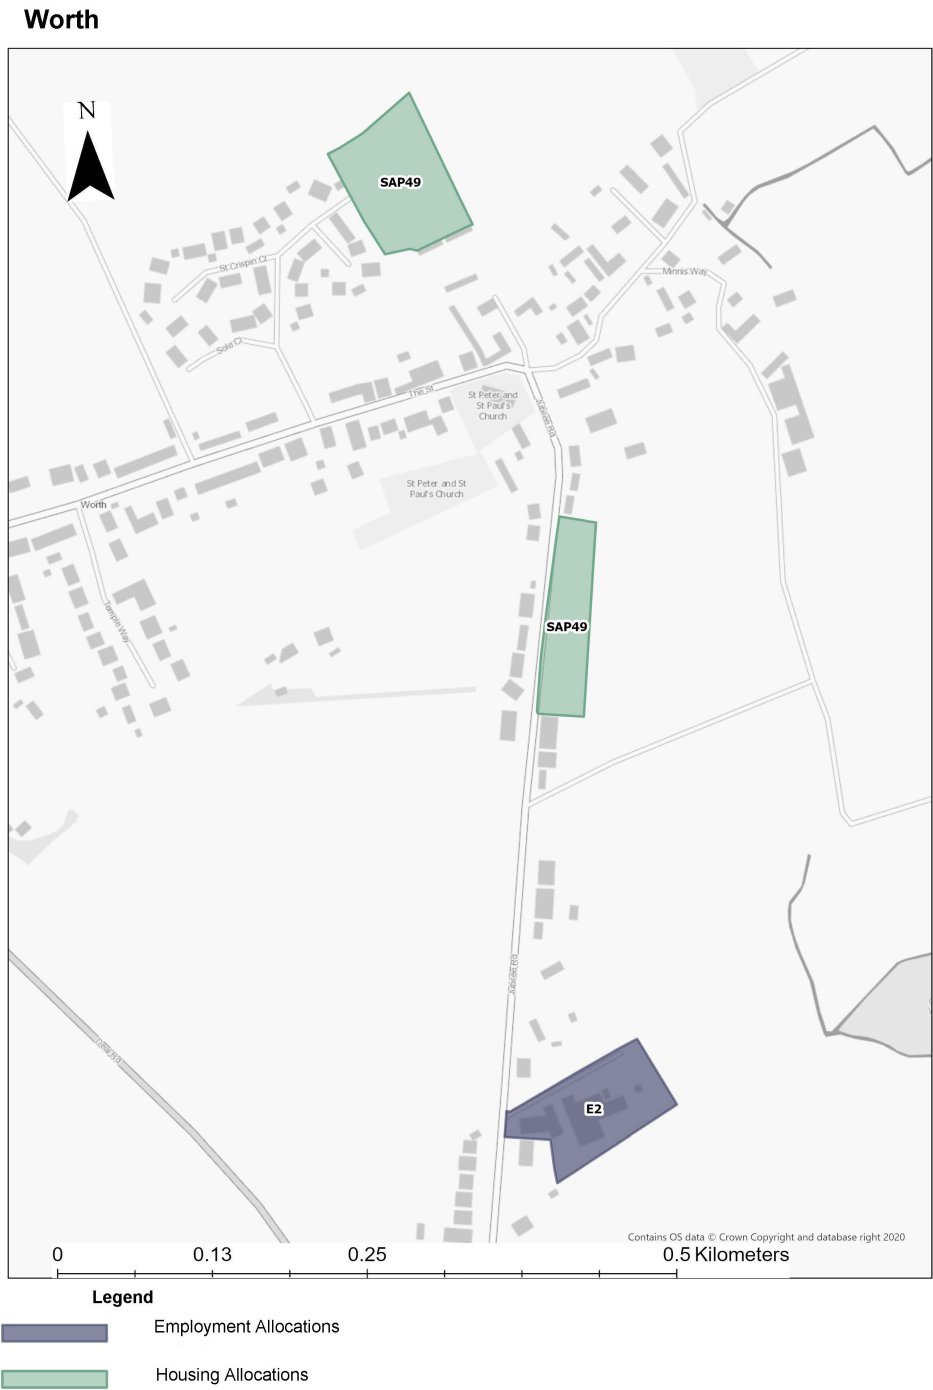 Worth
N
SAP49
St Crispin Cl
Minnis Way
Sole Cl
The St
St Peter and
St Paul's
Church
Jubilee Rd
St Peter and St
Paul's Church
Worth
Temple Way
SAP49
Jubilee Rd
Deal Rd
E2
Contains OS data © Crown Copyright and database right 2020
0 0.13 0.25 0.5 Kilometers
Legend
Employment Allocations
Housing Allocations